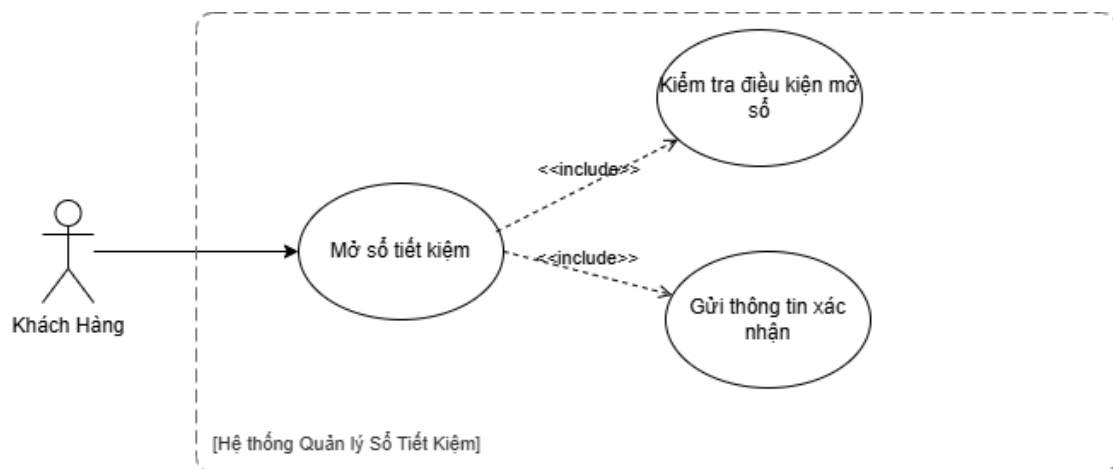 Kiểm tra điều kiện mở
sổ
<<include>>
Mở sổ tiết kiệm
<<include>>
Gửi thông tin xác
nhận
Khách Hàng
[Hệ thống Quản lý Sổ Tiết Kiệm]